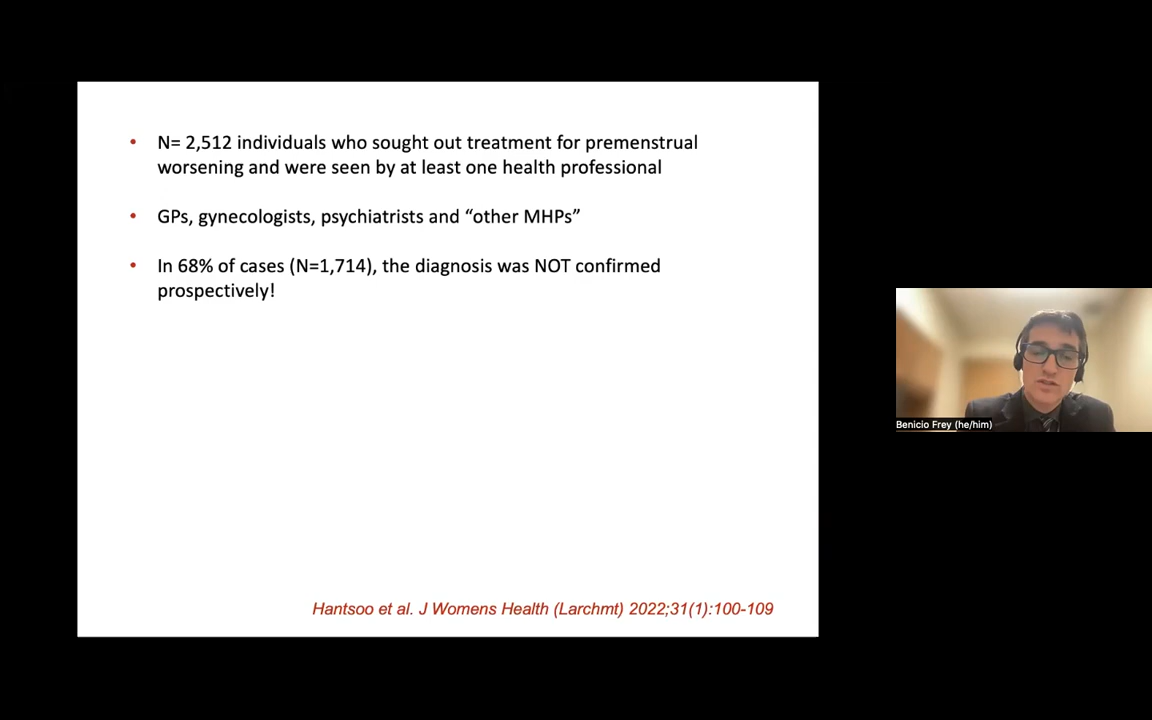 • N= 2,512 individuals who sought out treatment for premenstrual
worsening and were seen by at least one health professional
• GPs, gynecologists, psychiatrists and “other MHPs”
• In 68% of cases (N=1,714), the diagnosis was NOT confirmed
prospectively!
Hantsoo et al. J Womens Health (Larchmt) 2022;31(1):100-109
Benicio Frey (he/him)